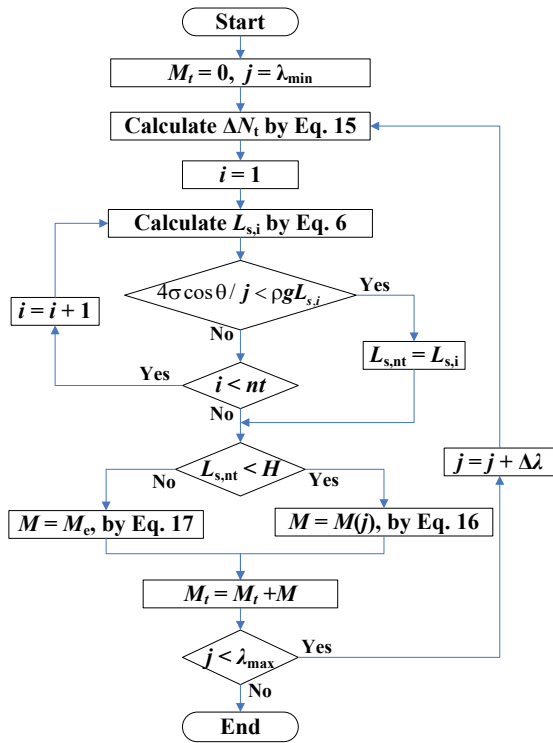 Start
Mt = 0, j = λmin
Calculate ΔNt by Eq. 15
i = 1
Calculate Ls,i by Eq. 6
4σ cos θ / j < ρgLs,i
Yes
i = i + 1
No
Ls,nt = Ls,i
Yes
i < nt
No
Ls,nt < H
No
Yes
j = j + Δλ
M = Me, by Eq. 17
M = M(j), by Eq. 16
Mt = Mt +M
j < λmax
Yes
No
End